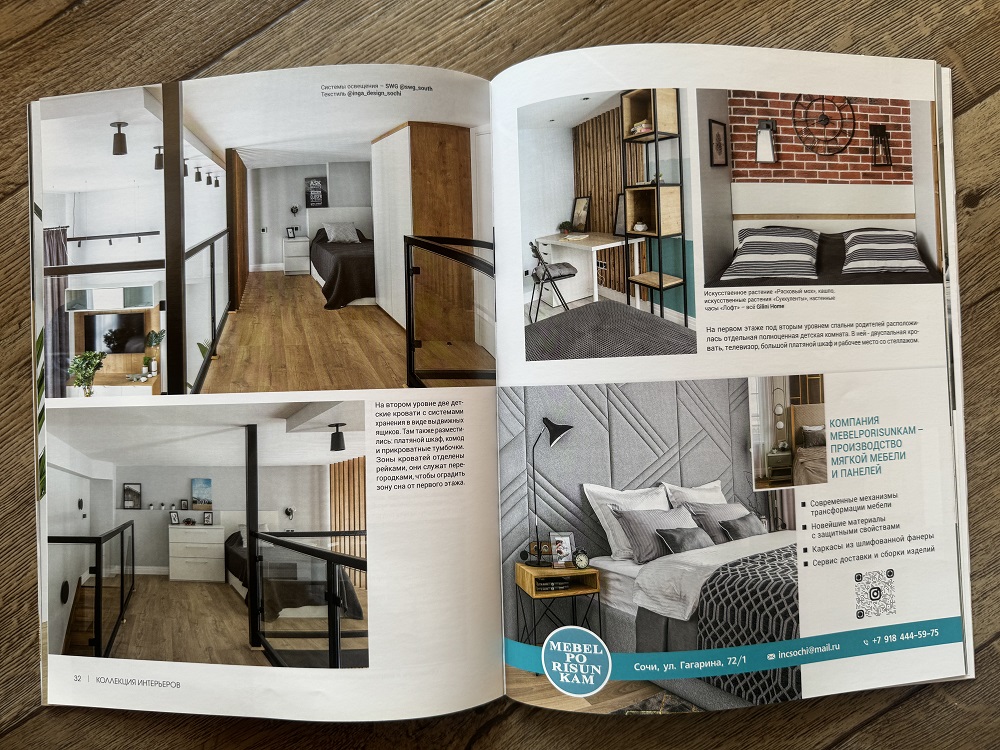 Системы освещения – SWG @swg_south
Текстиль @inga_design_sochi
ASK
На втором уровне две дет-
ские кровати с системами
хранения в виде выдвижных
ящиков. Там также размести-
лись: платяной шкаф, комод
и прикроватные тумбочки.
Зоны кроватей отделены
рейками, они служат пере-
городками, чтобы оградить
зону сна от первого этажа.
32 | КОЛЛЕКЦИЯ ИНТЕРЬЕРОВ
Искусственное растение «Рясковый мох», кашпо,
искусственные растения «Суккуленты», настенные
часы «Лофт» – всё Gilini Home
На первом этаже под вторым уровнем спальни родителей расположи-
лась отдельная полноценная детская комната. В ней - двуспальная кро-
вать, телевизор, большой платяной шкаф и рабочее место со стеллажом.
КОМПАНИЯ
MEBELPORISUNKAM –
ПРОИЗВОДСТВО
МЯГКОЙ МЕБЕЛИ
И ПАНЕЛЕЙ
Современные механизмы
трансформации мебели
Новейшие материалы
с защитными свойствами
Каркасы из шлифованной фанеры
Сервис доставки и сборки изделий
MEBEL
PO
RISUN
KAM
Сочи, ул. Гагарина, 72/1
incsochi@mail.ru
+7 918 444-59-75